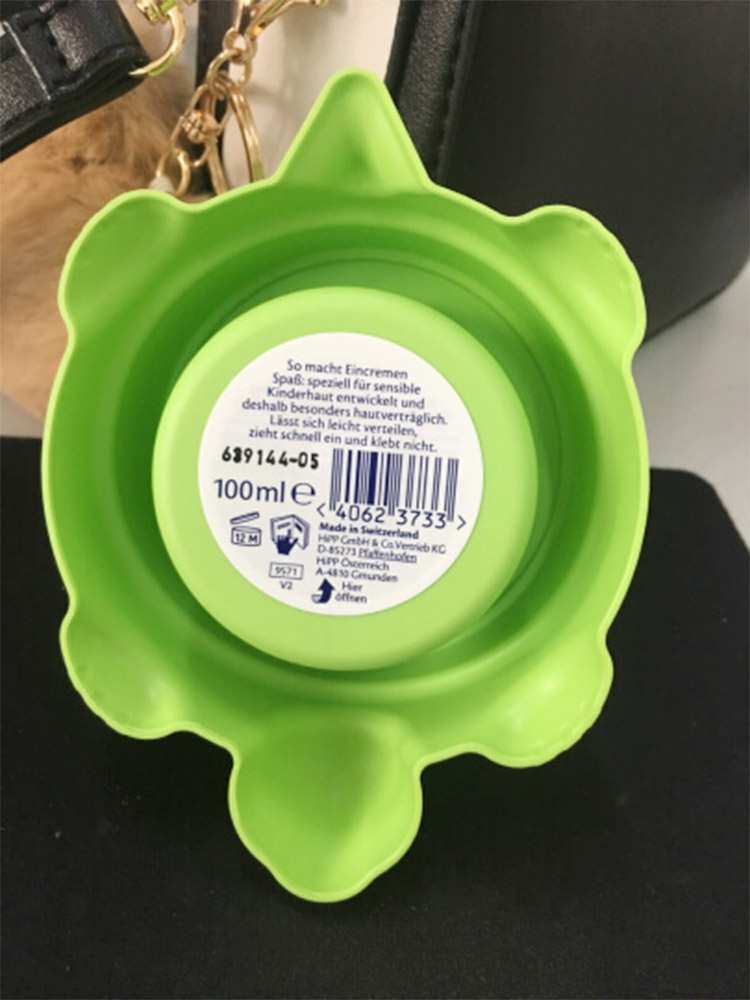 So macht Eincremen
Spaß: speziell für sensible
Kinderhaut entwickelt und
deshalb besonders hautverträglich.
Lässt sich leicht verteilen,
zieht schnell ein und klebt nicht.
639144-05
100ml e
< 4062 3733 >
12 M
Made in Switzerland
HiPP GmbH & Co. Vertrieb KG
D-85273 Pfaffenhofen
HiPP Österreich
A-4810 Gmunden
9571
V2
Hier
öffnen